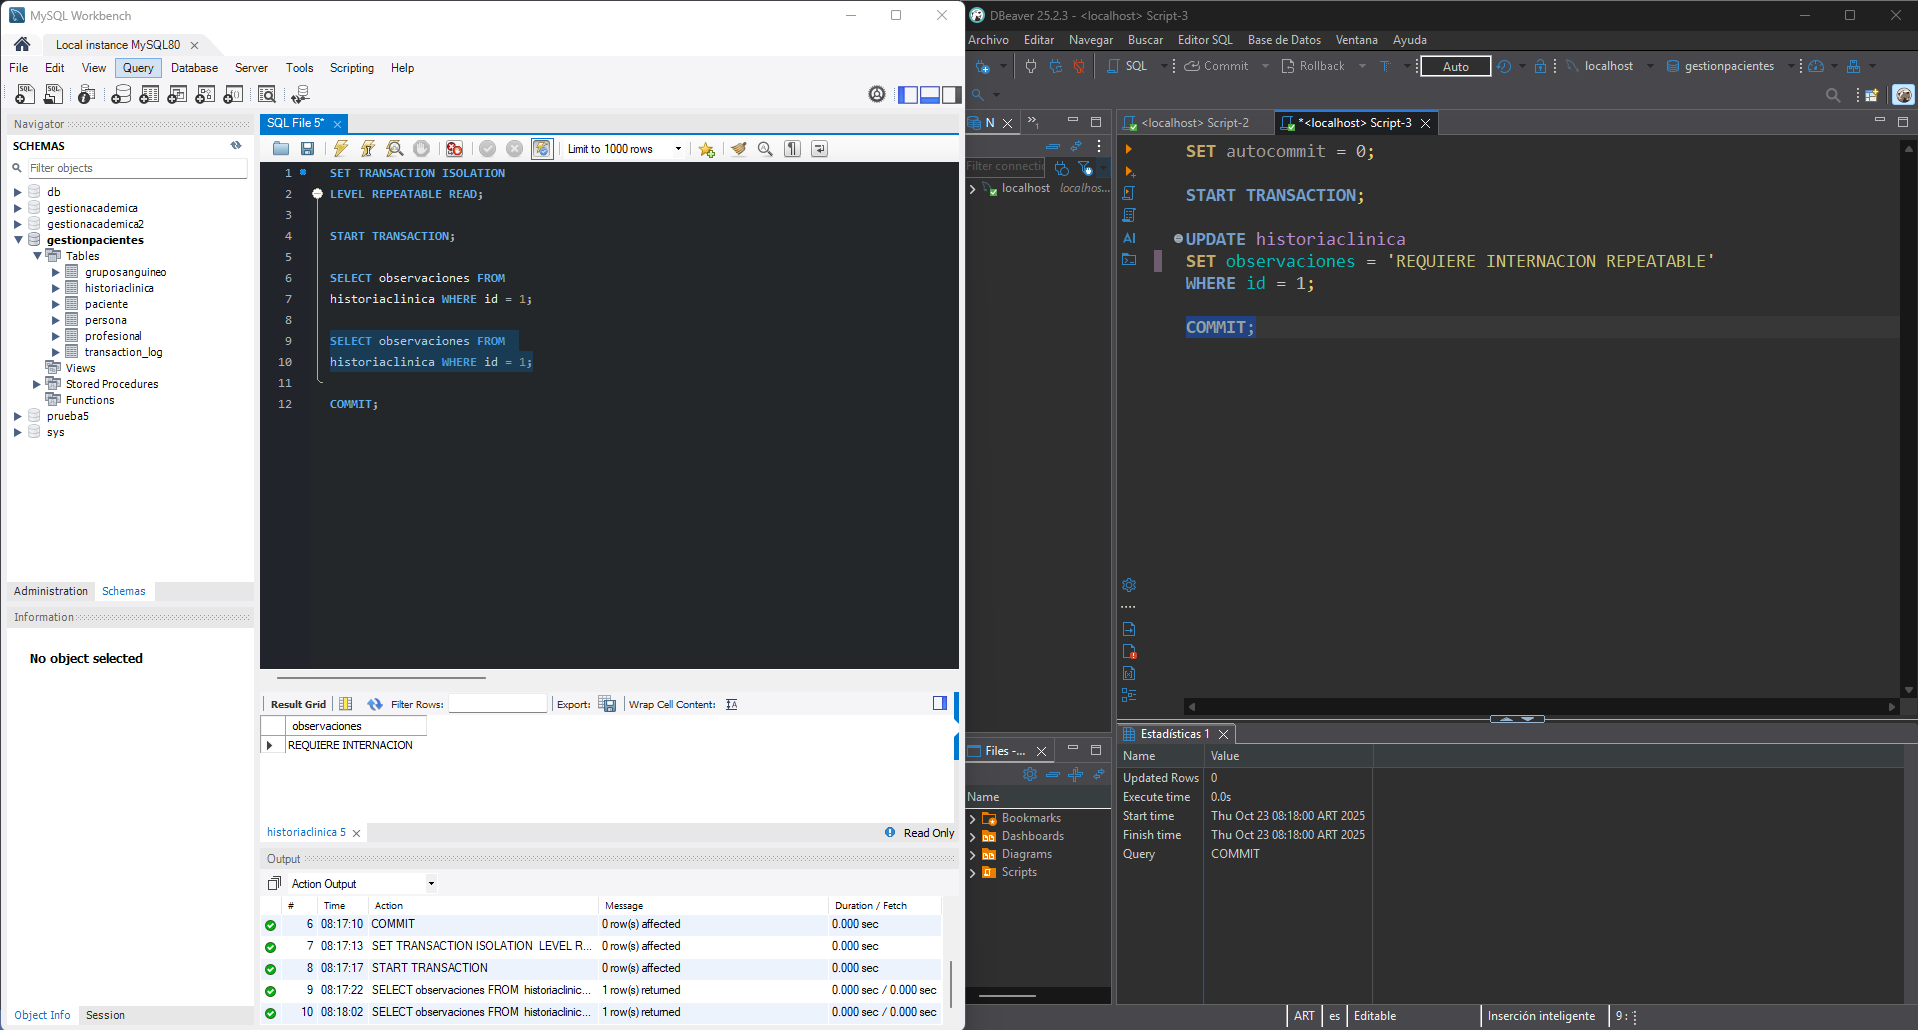 MySQL Workbench
Local instance MySQL80
File Edit View Query Database Server Tools Scripting Help
Navigator
SCHEMAS
Filter objects
db
gestionacademica
gestionacademica2
gestionpacientes
Tables
gruposanguineo
historiaclinica
paciente
persona
profesional
transaction_log
Views
Stored Procedures
Functions
prueba5
sys
Administration Schemas
Information
No object selected
Object Info Session
SQL File 5*
Limit to 1000 rows
1 SET TRANSACTION ISOLATION
2 LEVEL REPEATABLE READ;
3
4 START TRANSACTION;
5
6 SELECT observaciones FROM
7 historiaclinica WHERE id = 1;
8
9 SELECT observaciones FROM
10 historiaclinica WHERE id = 1;
11
12 COMMIT;
Result Grid Filter Rows: Export: Wrap Cell Content:
observaciones
REQUIERE INTERNACION
historiaclinica 5 Read Only
Output
Action Output
# Time Action Message Duration / Fetch
6 08:17:10 COMMIT 0 row(s) affected 0.000 sec
7 08:17:13 SET TRANSACTION ISOLATION LEVEL R... 0 row(s) affected 0.000 sec
8 08:17:17 START TRANSACTION 0 row(s) affected 0.000 sec
9 08:17:22 SELECT observaciones FROM historiaclinic... 1 row(s) returned 0.000 sec / 0.000 sec
10 08:18:02 SELECT observaciones FROM historiaclinic... 1 row(s) returned 0.000 sec / 0.000 sec
DBeaver 25.2.3 - <localhost> Script-3
Archivo Editar Navegar Buscar Editor SQL Base de Datos Ventana Ayuda
SQL Commit Rollback T Auto localhost gestionpacientes
N
Filter connecti
localhost localhos...
Files -...
Name
Bookmarks
Dashboards
Diagrams
Scripts
<localhost> Script-2 *<localhost> Script-3
AI
SET autocommit = 0;
START TRANSACTION;
UPDATE historiaclinica
SET observaciones = 'REQUIERE INTERNACION REPEATABLE'
WHERE id = 1;
COMMIT;
Estadísticas 1
Name Value
Updated Rows 0
Execute time 0.0s
Start time Thu Oct 23 08:18:00 ART 2025
Finish time Thu Oct 23 08:18:00 ART 2025
Query COMMIT
ART es Editable Inserción inteligente 9 :